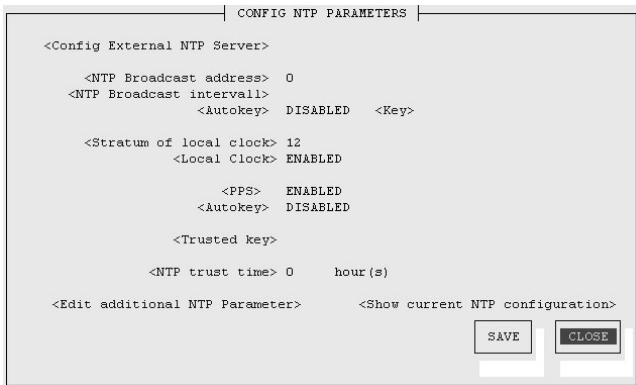 CONFIG NTP PARAMETERS
<Config External NTP Server>
<NTP Broadcast address> 0
<NTP Broadcast intervall>
<Autokey> DISABLED <Key>
<Stratum of local clock> 12
<Local Clock> ENABLED
<PPS> ENABLED
<Autokey> DISABLED
<Trusted key>
<NTP trust time> 0 hour(s)
<Edit additional NTP Parameter> <Show current NTP configuration>
SAVE CLOSE